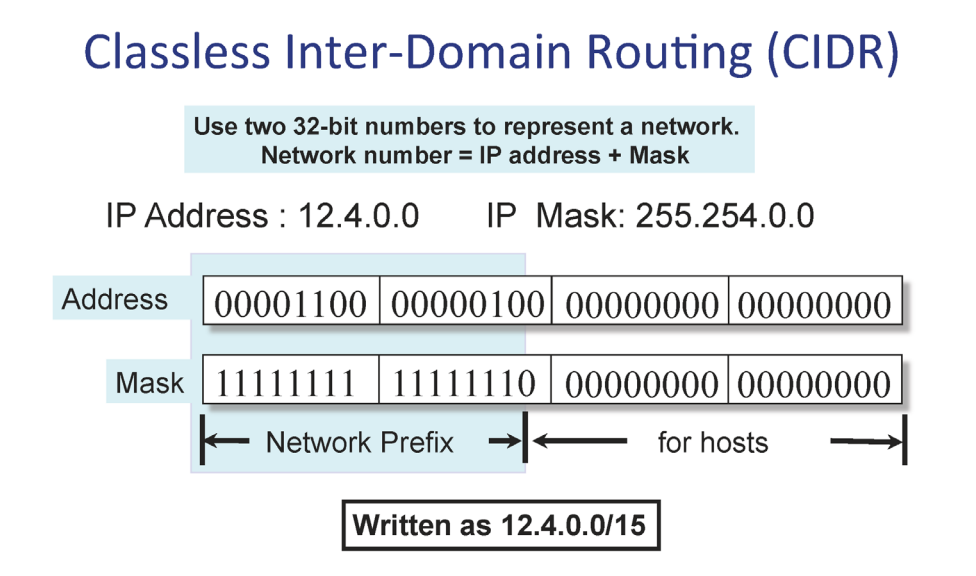 Classless Inter-Domain Routing (CIDR)
Use two 32-bit numbers to represent a network.
Network number = IP address + Mask
IP Address : 12.4.0.0 IP Mask: 255.254.0.0
Address 00001100 00000100 00000000 00000000
Mask 11111111 11111110 00000000 00000000
Network Prefix for hosts
Written as 12.4.0.0/15